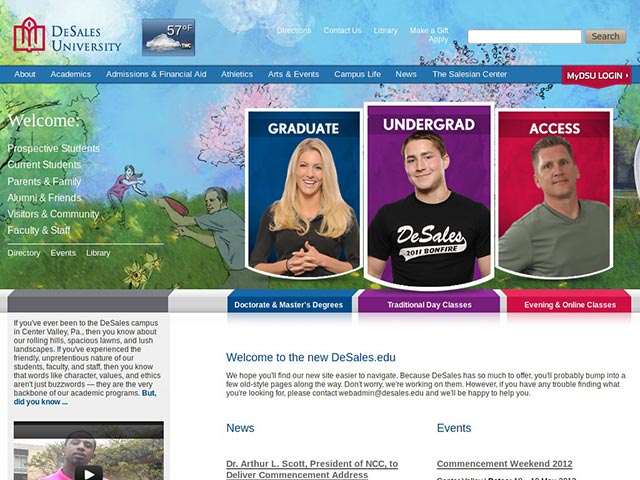 DeSales
University
57°F
TWC
Directions
Contact Us
Library
Make a Gift
Apply
Search
About
Academics
Admissions & Financial Aid
Athletics
Arts & Events
Campus Life
News
The Salesian Center
MyDSU LOGIN
Welcome:
Prospective Students
Current Students
Parents & Family
Alumni & Friends
Visitors & Community
Faculty & Staff
Directory
Events
Library
GRADUATE
UNDERGRAD
ACCESS
DeSales
2011 BONFIRE
Doctorate & Master's Degrees
Traditional Day Classes
Evening & Online Classes
If you've ever been to the DeSales campus
in Center Valley, Pa., then you know about
our rolling hills, spacious lawns, and lush
landscapes. If you've experienced the
friendly, unpretentious nature of our
students, faculty, and staff, then you know
that words like character, values, and ethics
aren't just buzzwords — they are the very
backbone of our academic programs. But,
did you know ...
Welcome to the new DeSales.edu
We hope you'll find our new site easier to navigate. Because DeSales has so much to offer, you'll probably bump into a
few old-style pages along the way. Don't worry, we're working on them. However, if you have any trouble finding what
you're looking for, please contact webadmin@desales.edu and we'll be happy to help you.
News
Dr. Arthur L. Scott, President of NCC, to
Deliver Commencement Address
Events
Commencement Weekend 2012